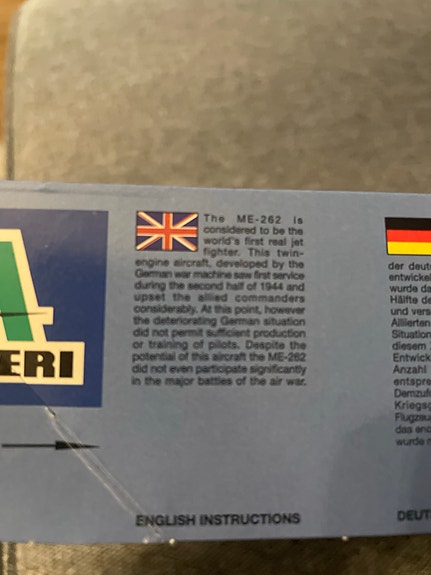 The ME-262 is
considered to be the
world's first real jet
fighter. This twin-
engine aircraft, developed by the
German war machine saw first service
during the second half of 1944 and
upset the allied commanders
considerably. At this point, however
the deteriorating German situation
did not permit sufficient production
or training of pilots. Despite the
potential of this aircraft the ME-262
did not even participate significantly
in the major battles of the air war.
ENGLISH INSTRUCTIONS
ERI
der deuts
entwickel
wurde da
Hälfte de
und vers
Alliierten
Situation
diesem
Entwick
Anzahl
entspre
Demzufo
Kriegsg
Flugzeu
das end
wurde n
DEUT